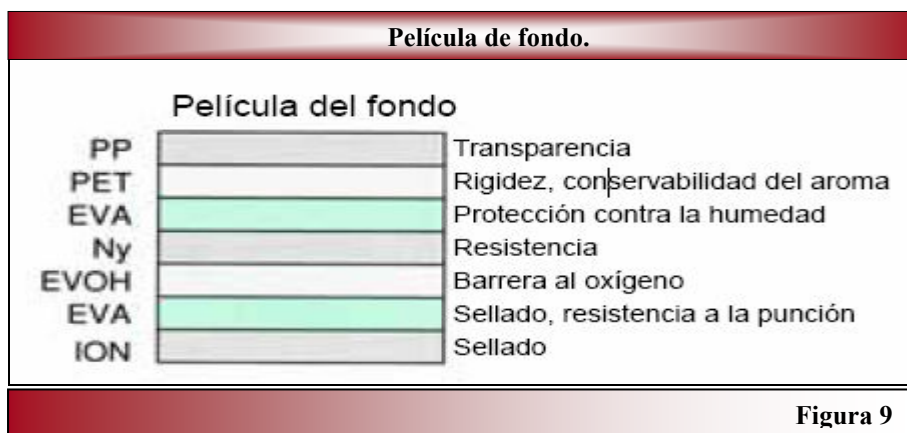 Película de fondo.
Película del fondo
PP Transparencia
PET Rigidez, conservabilidad del aroma
EVA Protección contra la humedad
Ny Resistencia
EVOH Barrera al oxígeno
EVA Sellado, resistencia a la punción
ION Sellado
Figura 9